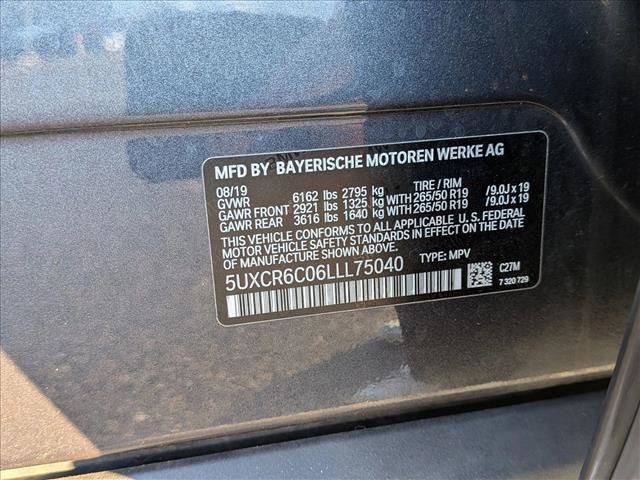 MFD BY BAYERISCHE MOTOREN WERKE AG
08/19 TIRE / RIM
GVWR 6162 lbs 2795 kg
GAWR FRONT 2921 lbs 1325 kg WITH 265/50 R19 /9.0J x 19
GAWR REAR 3616 lbs 1640 kg WITH 265/50 R19 /9.0J x 19
THIS VEHICLE CONFORMS TO ALL APPLICABLE U.S. FEDERAL
MOTOR VEHICLE SAFETY STANDARDS IN EFFECT ON THE DATE
OF MANUFACTURE SHOWN ABOVE.
5UXCR6C06LLL75040 TYPE: MPV
C27M
7 320 729